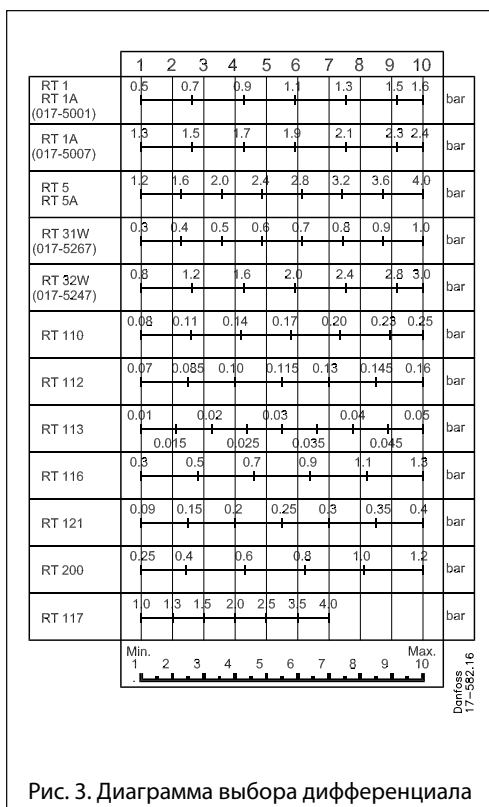 1 2 3 4 5 6 7 8 9 10
RT 1
RT 1A
(017-5001)
0.5 0.7 0.9 1.1 1.3 1.5 1.6
bar
RT 1A
(017-5007)
1.3 1.5 1.7 1.9 2.1 2.3 2.4
bar
RT 5
RT 5A
1.2 1.6 2.0 2.4 2.8 3.2 3.6 4.0
bar
RT 31W
(017-5267)
0.3 0.4 0.5 0.6 0.7 0.8 0.9 1.0
bar
RT 32W
(017-5247)
0.8 1.2 1.6 2.0 2.4 2.8 3.0
bar
RT 110
0.08 0.11 0.14 0.17 0.20 0.23 0.25
bar
RT 112
0.07 0.085 0.10 0.115 0.13 0.145 0.16
bar
RT 113
0.01 0.02 0.03 0.04 0.05
0.015 0.025 0.035 0.045
bar
RT 116
0.3 0.5 0.7 0.9 1.1 1.3
bar
RT 121
0.09 0.15 0.2 0.25 0.3 0.35 0.4
bar
RT 200
0.25 0.4 0.6 0.8 1.0 1.2
bar
RT 117
1.0 1.3 1.5 2.0 2.5 3.5 4.0
bar
Min. Max.
1 2 3 4 5 6 7 8 9 10
Danfoss
17-582.16
Рис. 3. Диаграмма выбора дифференциала